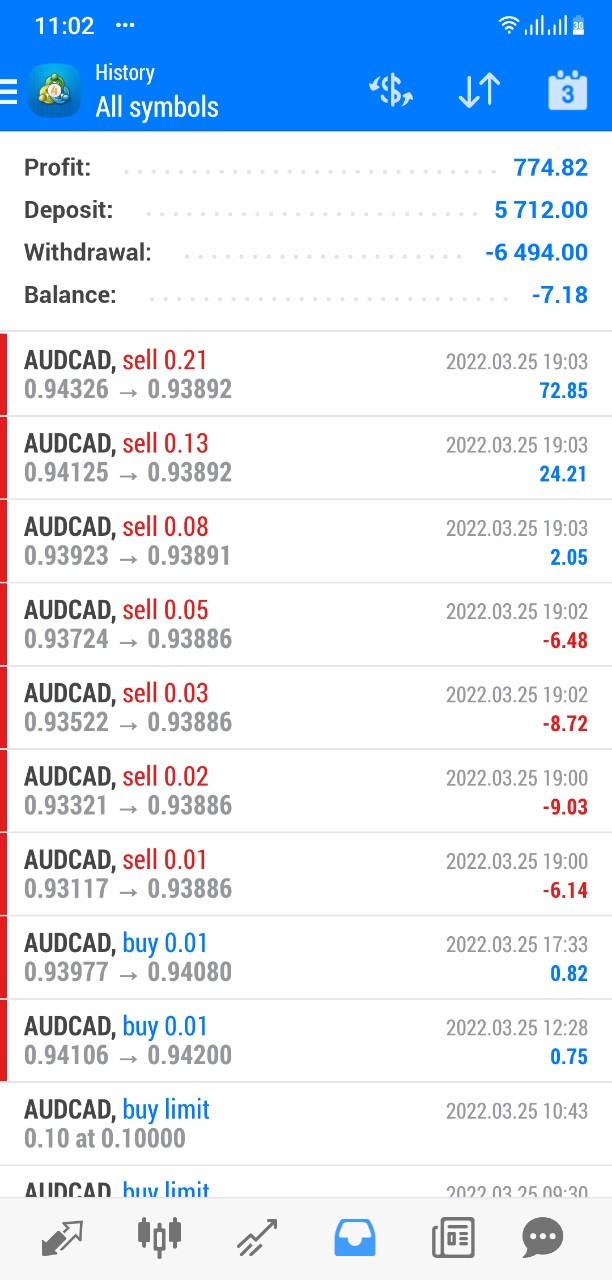 11:02 ...
30
History
All symbols
3
Profit: 774.82
Deposit: 5 712.00
Withdrawal: -6 494.00
Balance: -7.18
AUDCAD, sell 0.21 2022.03.25 19:03
0.94326 → 0.93892 72.85
AUDCAD, sell 0.13 2022.03.25 19:03
0.94125 → 0.93892 24.21
AUDCAD, sell 0.08 2022.03.25 19:03
0.93923 → 0.93891 2.05
AUDCAD, sell 0.05 2022.03.25 19:02
0.93724 → 0.93886 -6.48
AUDCAD, sell 0.03 2022.03.25 19:02
0.93522 → 0.93886 -8.72
AUDCAD, sell 0.02 2022.03.25 19:00
0.93321 → 0.93886 -9.03
AUDCAD, sell 0.01 2022.03.25 19:00
0.93117 → 0.93886 -6.14
AUDCAD, buy 0.01 2022.03.25 17:33
0.93977 → 0.94080 0.82
AUDCAD, buy 0.01 2022.03.25 12:28
0.94106 → 0.94200 0.75
AUDCAD, buy limit 2022.03.25 10:43
0.10 at 0.10000
AUDCAD, buy limit 2022.03.25 09:30